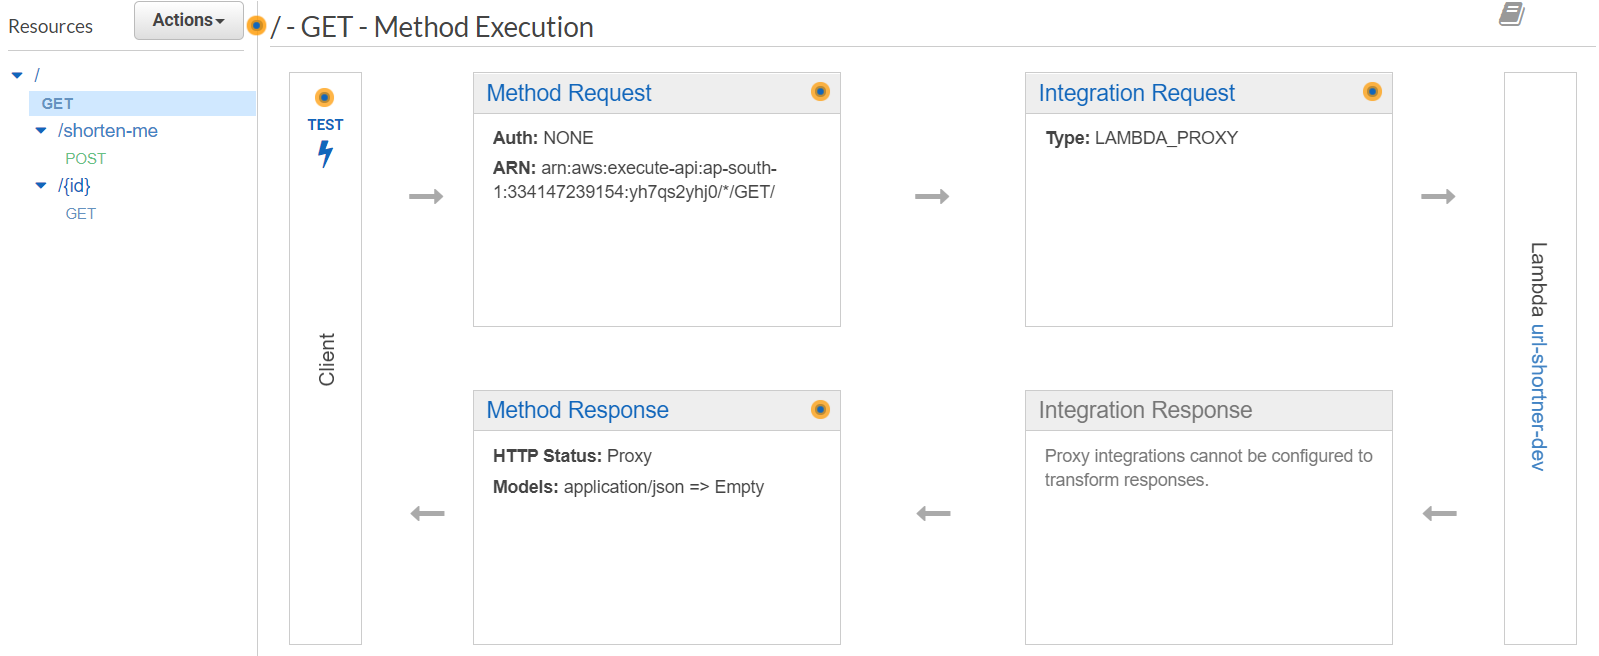 Resources
Actions
/ - GET - Method Execution
/
GET
/shorten-me
POST
/{id}
GET
TEST
Client
Method Request
Auth: NONE
ARN: arn:aws:execute-api:ap-south-
1:334147239154:yh7qs2yhj0/*/GET/
Integration Request
Type: LAMBDA_PROXY
Method Response
HTTP Status: Proxy
Models: application/json => Empty
Integration Response
Proxy integrations cannot be configured to
transform responses.
Lambda url-shortner-dev